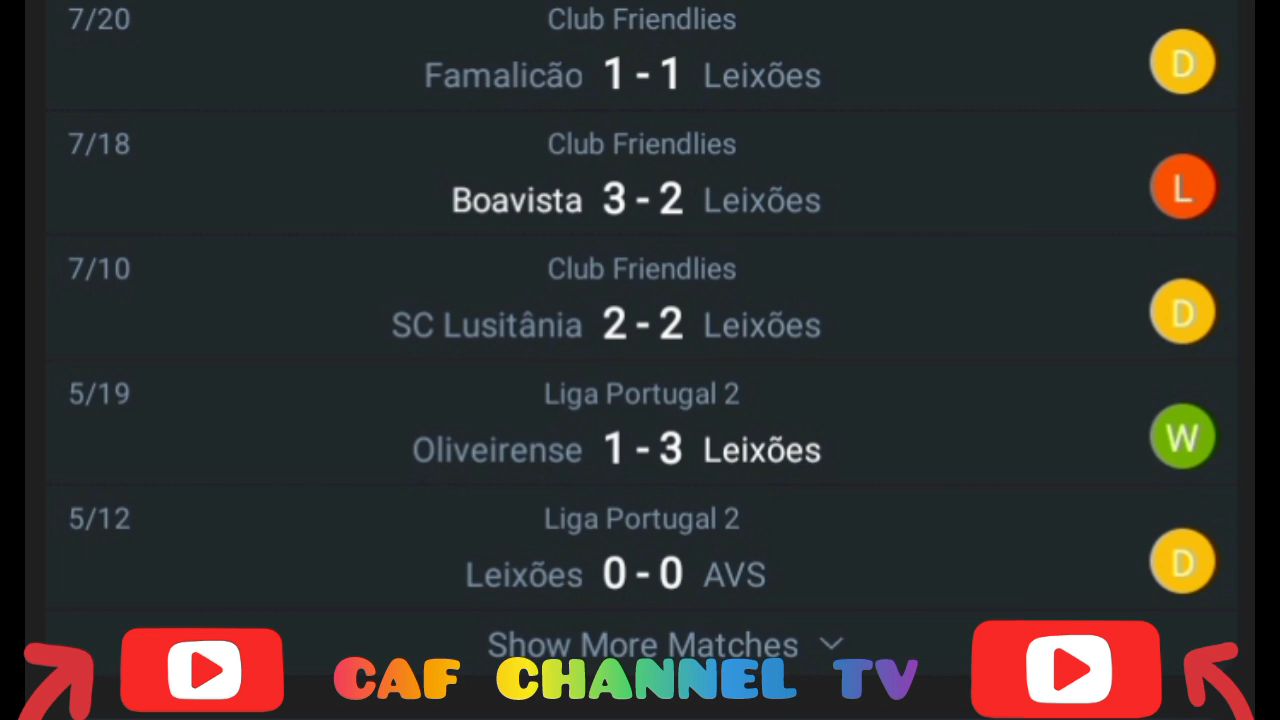 7/20 Club Friendlies
Famalicão 1 - 1 Leixões D
7/18 Club Friendlies
Boavista 3 - 2 Leixões L
7/10 Club Friendlies
SC Lusitânia 2 - 2 Leixões D
5/19 Liga Portugal 2
Oliveirense 1 - 3 Leixões W
5/12 Liga Portugal 2
Leixões 0 - 0 AVS D
Show More Matches
CAF CHANNEL TV